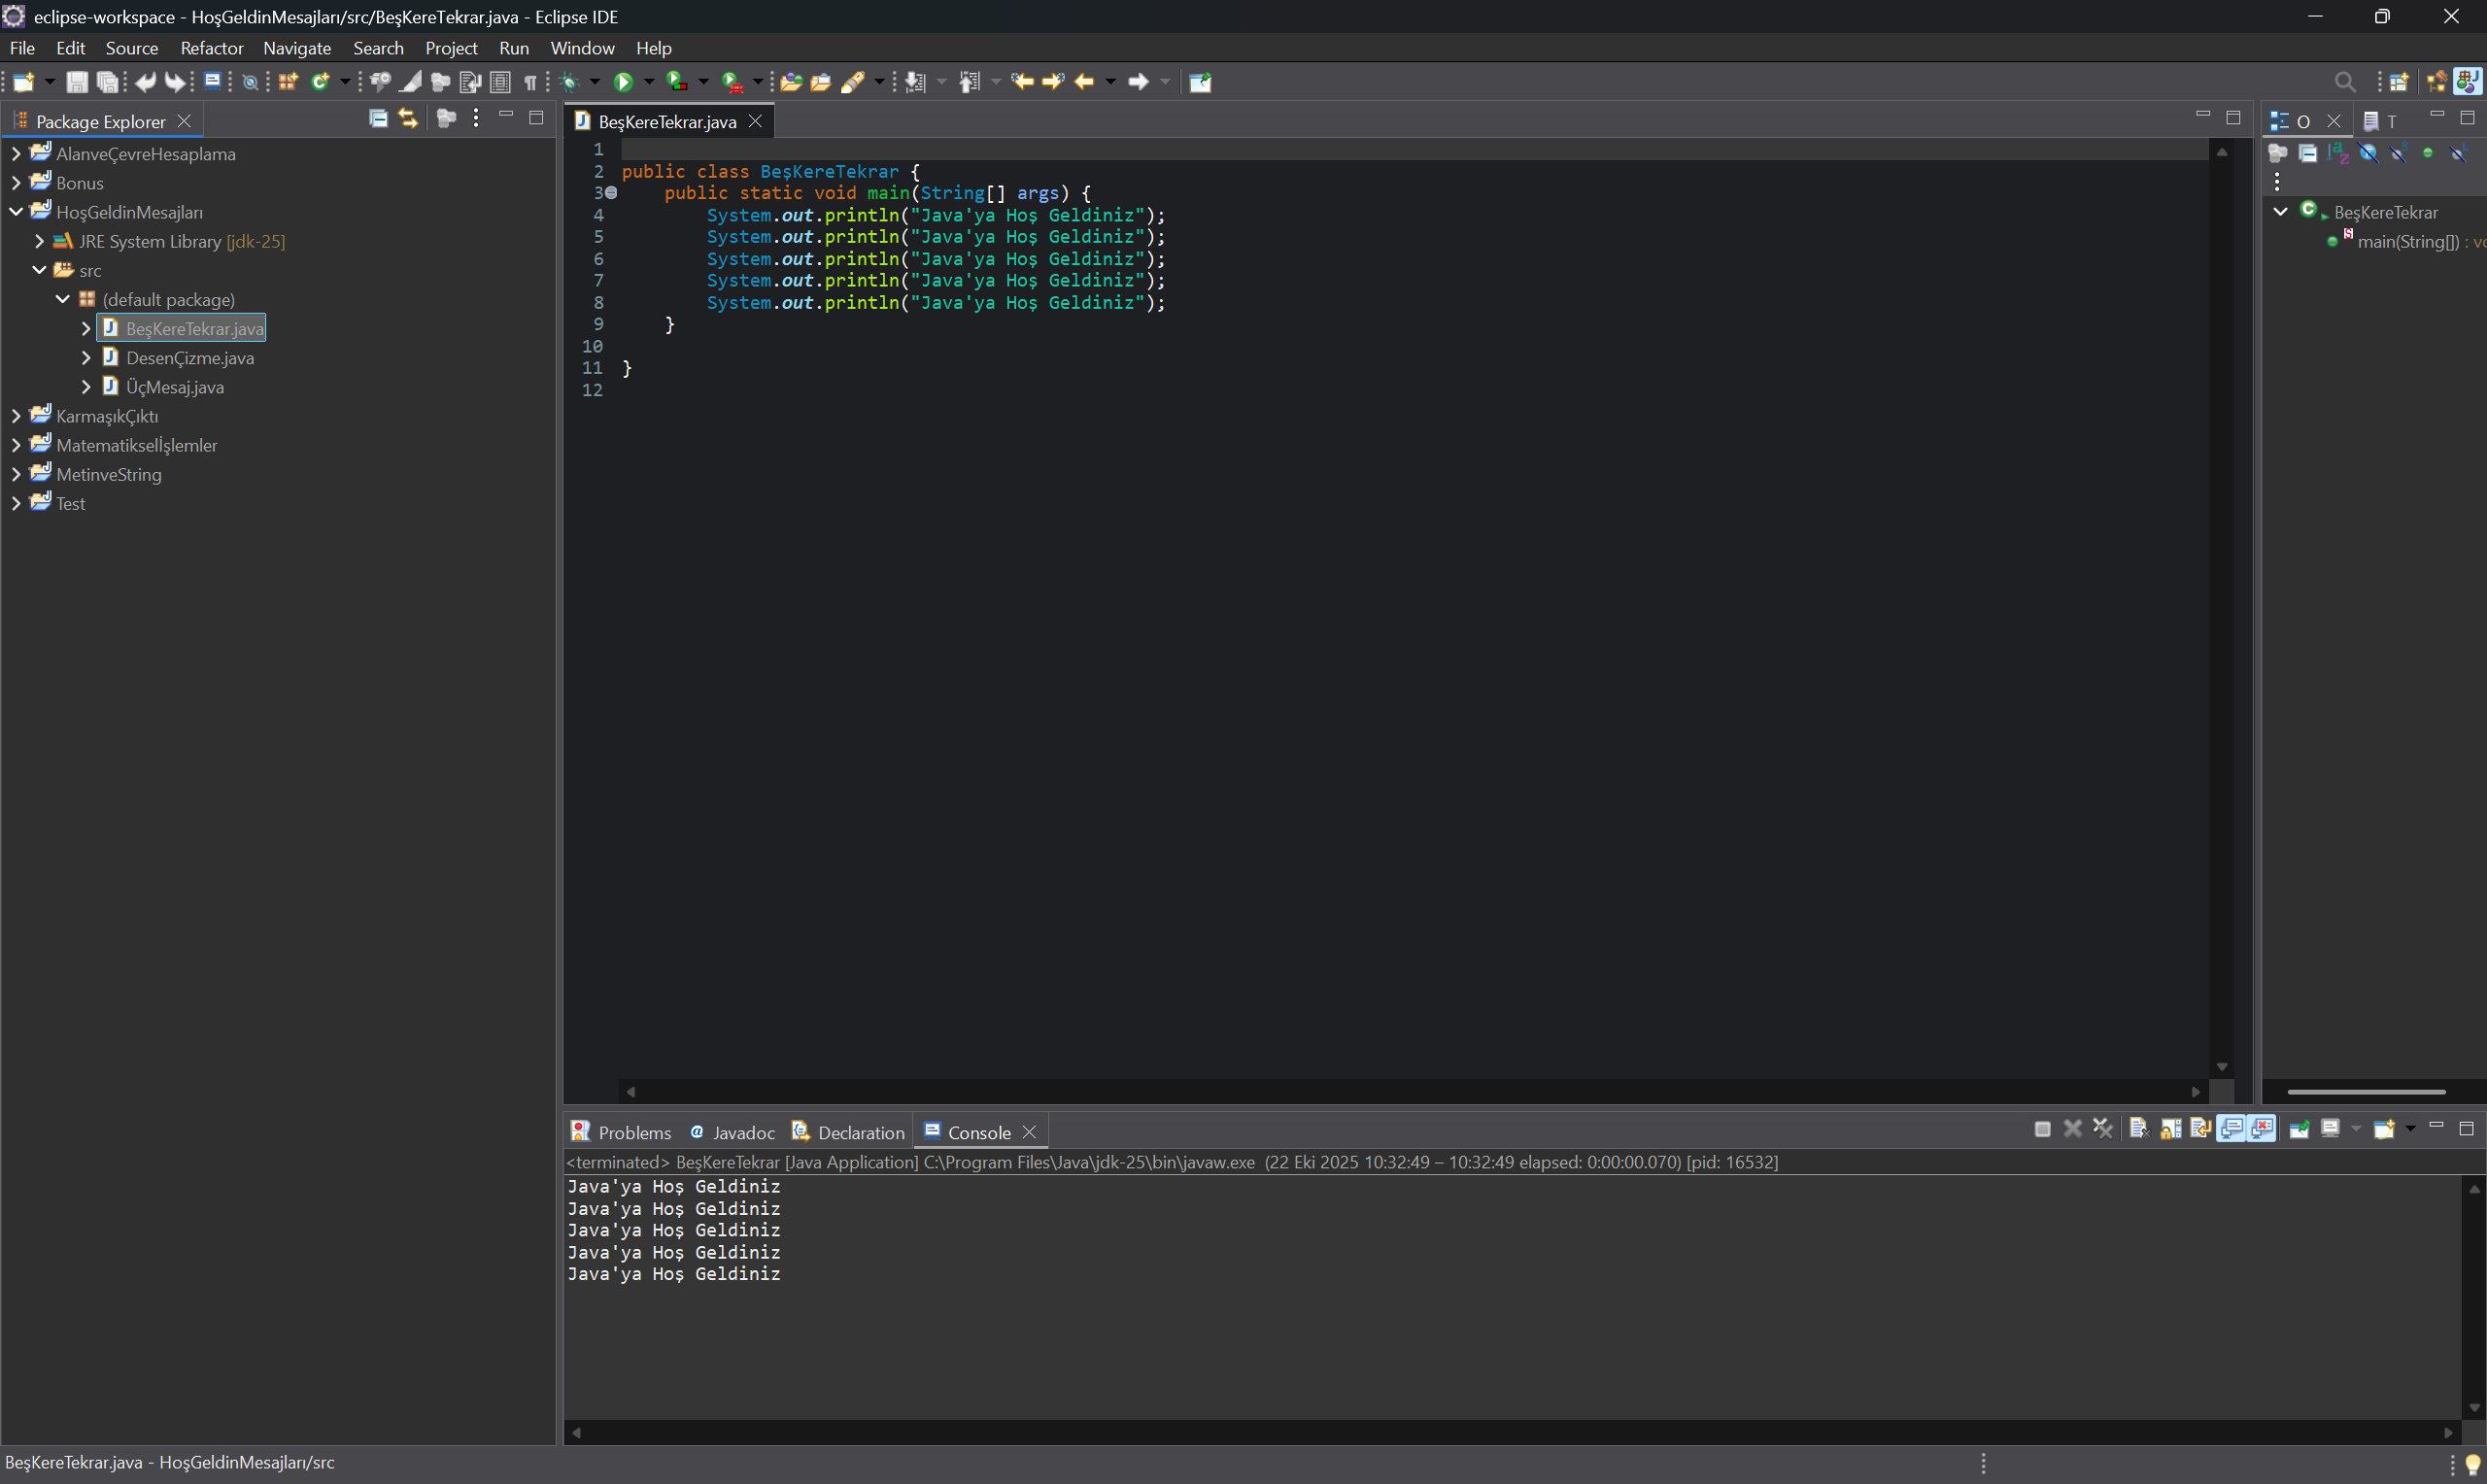 eclipse-workspace - HoşGeldinMesajları/src/BeşKereTekrar.java - Eclipse IDE
File Edit Source Refactor Navigate Search Project Run Window Help
Package Explorer
AlanveÇevreHesaplama
Bonus
HoşGeldinMesajları
JRE System Library [jdk-25]
src
(default package)
BeşKereTekrar.java
DesenÇizme.java
ÜçMesaj.java
KarmaşıkÇıktı
Matematikselİşlemler
MetinveString
Test
BeşKereTekrar.java
1
2 public class BeşKereTekrar {
3 public static void main(String[] args) {
4 System.out.println("Java'ya Hoş Geldiniz");
5 System.out.println("Java'ya Hoş Geldiniz");
6 System.out.println("Java'ya Hoş Geldiniz");
7 System.out.println("Java'ya Hoş Geldiniz");
8 System.out.println("Java'ya Hoş Geldiniz");
9 }
10
11 }
12
O T
BeşKereTekrar
main(String[]) : vo
Problems Javadoc Declaration Console
<terminated> BeşKereTekrar [Java Application] C:\Program Files\Java\jdk-25\bin\javaw.exe (22 Eki 2025 10:32:49 – 10:32:49 elapsed: 0:00:00.070) [pid: 16532]
Java'ya Hoş Geldiniz
Java'ya Hoş Geldiniz
Java'ya Hoş Geldiniz
Java'ya Hoş Geldiniz
Java'ya Hoş Geldiniz
BeşKereTekrar.java - HoşGeldinMesajları/src